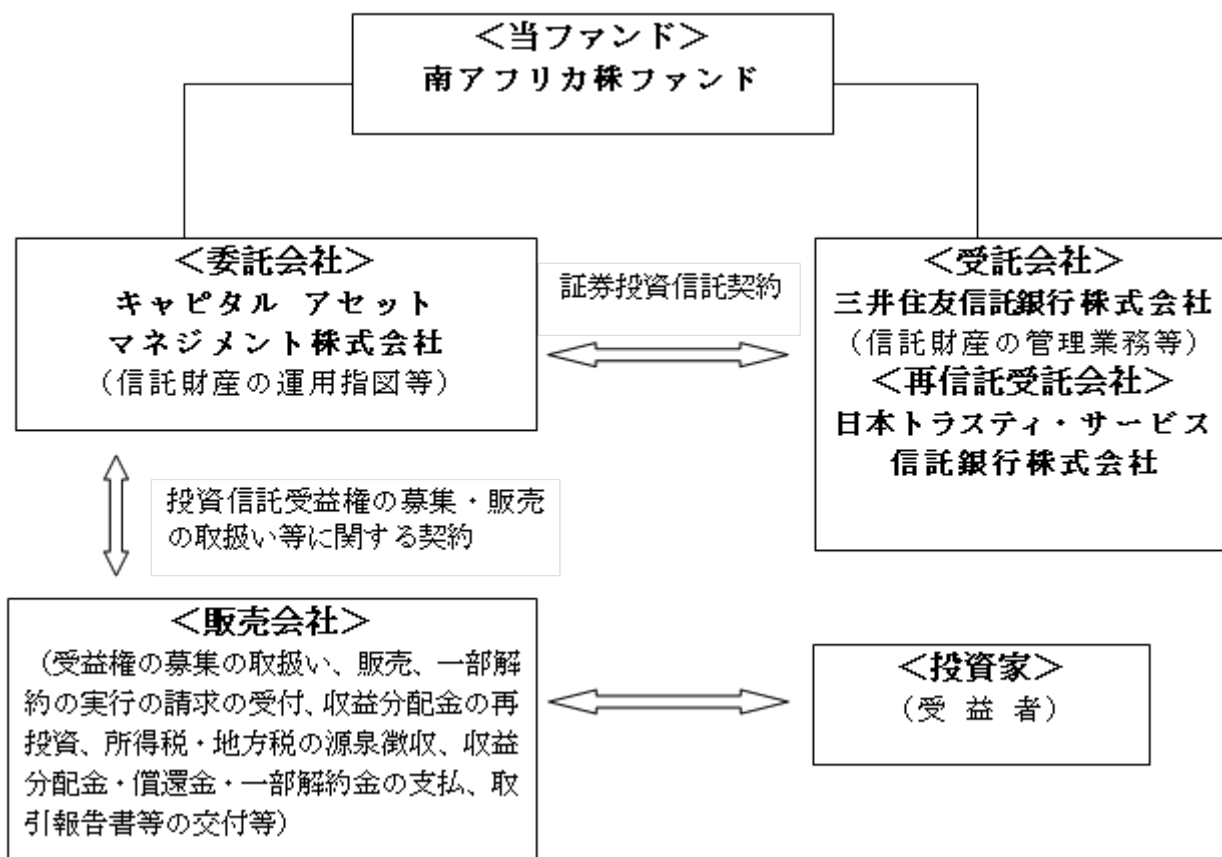 ＜当ファンド＞
南アフリカ株ファンド
＜委託会社＞
キャピタル アセット
マネジメント株式会社
（信託財産の運用指図等）
証券投資信託契約
＜受託会社＞
三井住友信託銀行株式会社
（信託財産の管理業務等）
＜再信託受託会社＞
日本トラスティ・サービス
信託銀行株式会社
投資信託受益権の募集・販売
の取扱い等に関する契約
＜販売会社＞
（受益権の募集の取扱い、販売、一部解
約の実行の請求の受付、収益分配金の再
投資、所得税・地方税の源泉徴収、収益
分配金・償還金・一部解約金の支払、取
引報告書等の交付等）
＜投資家＞
（受 益 者）